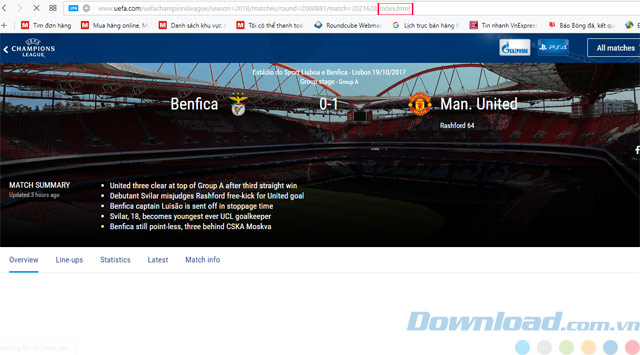 www.uefa.com/uefachampionsleague/season=2018/matches/round=2000881/match=2021628/index.html
Tìm đơn hàng
Mua hàng online, M
Danh sách khu vực
Tôi có thể thanh toá
Roundcube Webmail
Lịch trực bán hàng
Tin nhanh VnExpress
Báo Bóng đá, kết qu
CHAMPIONS
LEAGUE
GAZPROM
PS4
All matches
Estádio do Sport Lisboa e Benfica - Lisbon 19/10/2017
Group stage - Group A
Benfica
0-1
Man. United
Rashford 64
MATCH SUMMARY
Updated 3 hours ago
• United three clear at top of Group A after third straight win
• Debutant Svilar misjudges Rashford free-kick for United goal
• Benfica captain Luisão is sent off in stoppage time
• Svilar, 18, becomes youngest ever UCL goalkeeper
• Benfica still point-less, three behind CSKA Moskva
Overview
Line-ups
Statistics
Latest
Match info
Download.com.vn